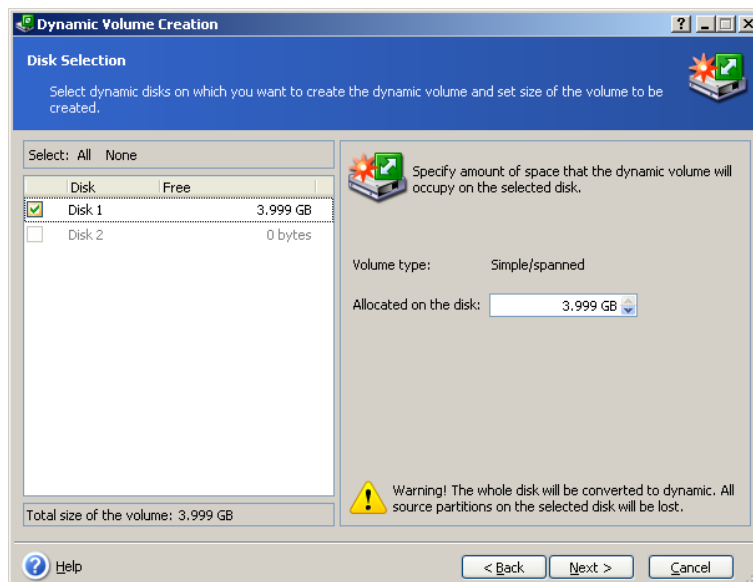 Dynamic Volume Creation
Disk Selection
Select dynamic disks on which you want to create the dynamic volume and set size of the volume to be
created.
Select: All None
Disk Free
Disk 1 3.999 GB
Disk 2 0 bytes
Total size of the volume: 3.999 GB
Specify amount of space that the dynamic volume will
occupy on the selected disk.
Volume type: Simple/spanned
Allocated on the disk: 3.999 GB
Warning! The whole disk will be converted to dynamic. All
source partitions on the selected disk will be lost.
Help
< Back Next > Cancel